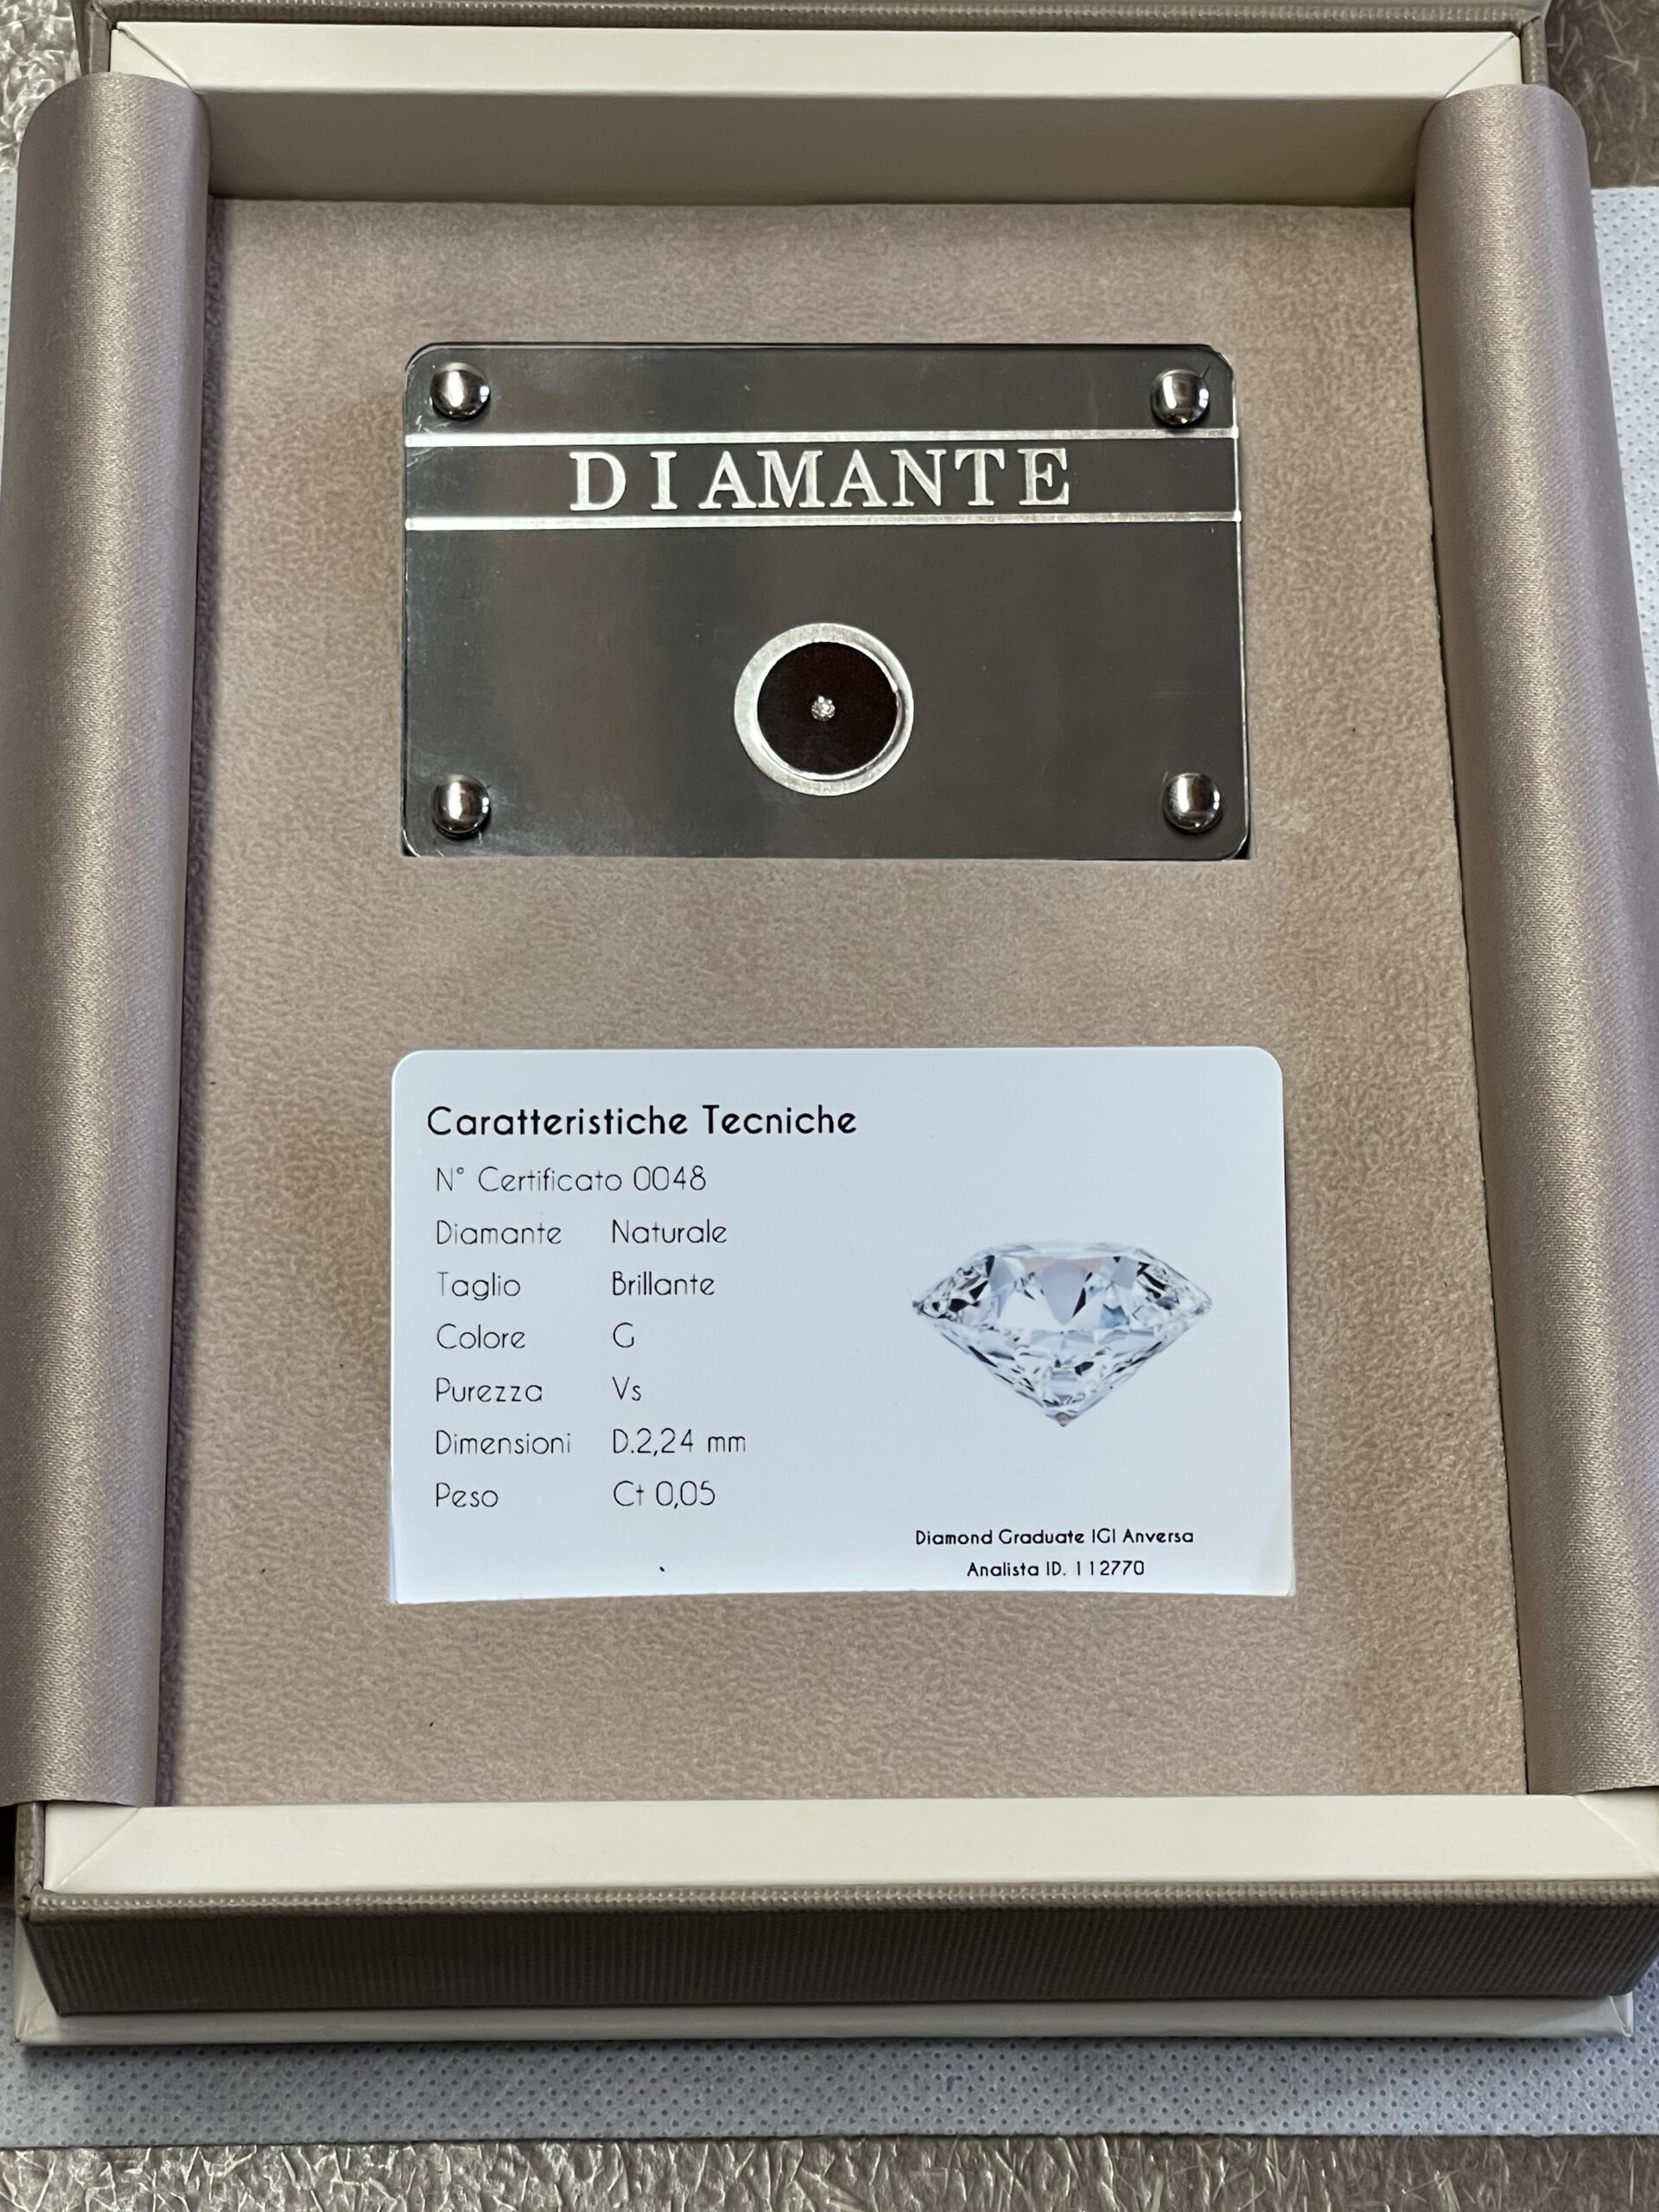 DIAMANTE
Caratteristiche Tecniche
N° Certificato 0048
Diamante Naturale
Taglio Brillante
Colore G
Purezza Vs
Dimensioni D.2,24 mm
Peso Ct 0,05
Diamond Graduate IGI Anversa
Analista ID. 112770